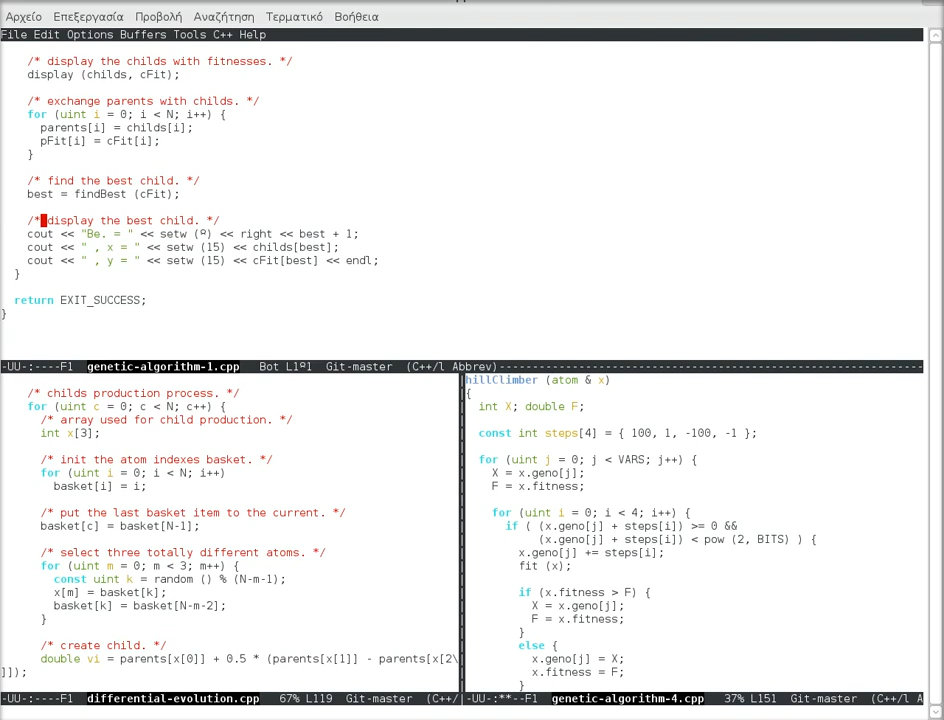 Αρχείο Επεξεργασία Προβολή Αναζήτηση Τερματικό Βοήθεια
File Edit Options Buffers Tools C++ Help
/* display the childs with fitnesses. */
display (childs, cFit);
/* exchange parents with childs. */
for (uint i = 0; i < N; i++) {
parents[i] = childs[i];
pFit[i] = cFit[i];
}
/* find the best child. */
best = findBest (cFit);
/* display the best child. */
cout << "Be. = " << setw (º) << right << best + 1;
cout << " , x = " << setw (15) << childs[best];
cout << " , y = " << setw (15) << cFit[best] << endl;
}
return EXIT_SUCCESS;
}
-UU-:----F1 genetic-algorithm-1.cpp Bot L1º1 Git-master (C++/l Abbrev)----------------------------------------------------------------
/* childs production process. */
for (uint c = 0; c < N; c++) {
/* array used for child production. */
int x[3];
/* init the atom indexes basket. */
for (uint i = 0; i < N; i++)
basket[i] = i;
/* put the last basket item to the current. */
basket[c] = basket[N-1];
/* select three totally different atoms. */
for (uint m = 0; m < 3; m++) {
const uint k = random () % (N-m-1);
x[m] = basket[k];
basket[k] = basket[N-m-2];
}
/* create child. */
double vi = parents[x[0]] + 0.5 * (parents[x[1]] - parents[x[2\
]]);
-UU-:----F1 differential-evolution.cpp 67% L119 Git-master (C++/
hillClimber (atom & x)
{
int X; double F;
const int steps[4] = { 100, 1, -100, -1 };
for (uint j = 0; j < VARS; j++) {
X = x.geno[j];
F = x.fitness;
for (uint i = 0; i < 4; i++) {
if ( (x.geno[j] + steps[i]) >= 0 &&
(x.geno[j] + steps[i]) < pow (2, BITS) ) {
x.geno[j] += steps[i];
fit (x);
if (x.fitness > F) {
X = x.geno[j];
F = x.fitness;
}
else {
x.geno[j] = X;
x.fitness = F;
}
-UU-:**--F1 genetic-algorithm-4.cpp 37% L151 Git-master (C++/l A